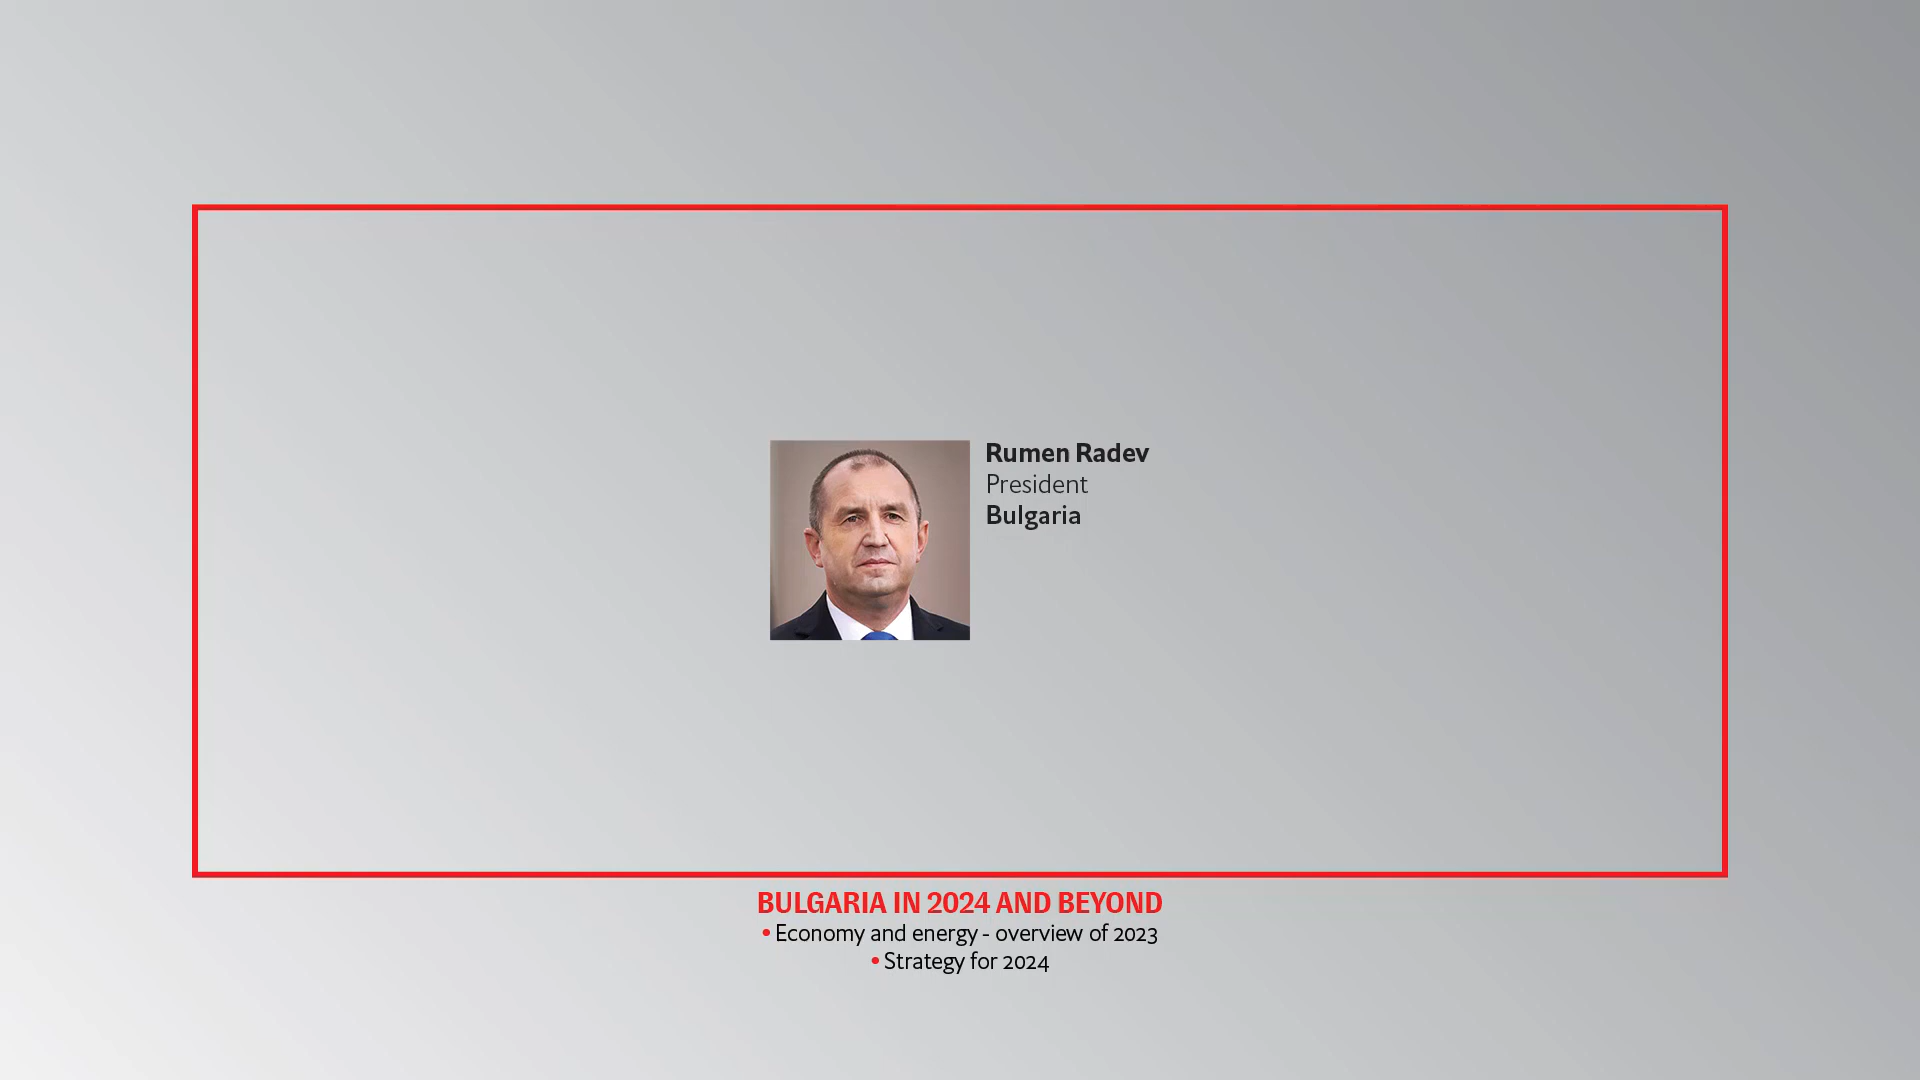 Rumen Radev
President
Bulgaria
BULGARIA IN 2024 AND BEYOND
• Economy and energy - overview of 2023
• Strategy for 2024